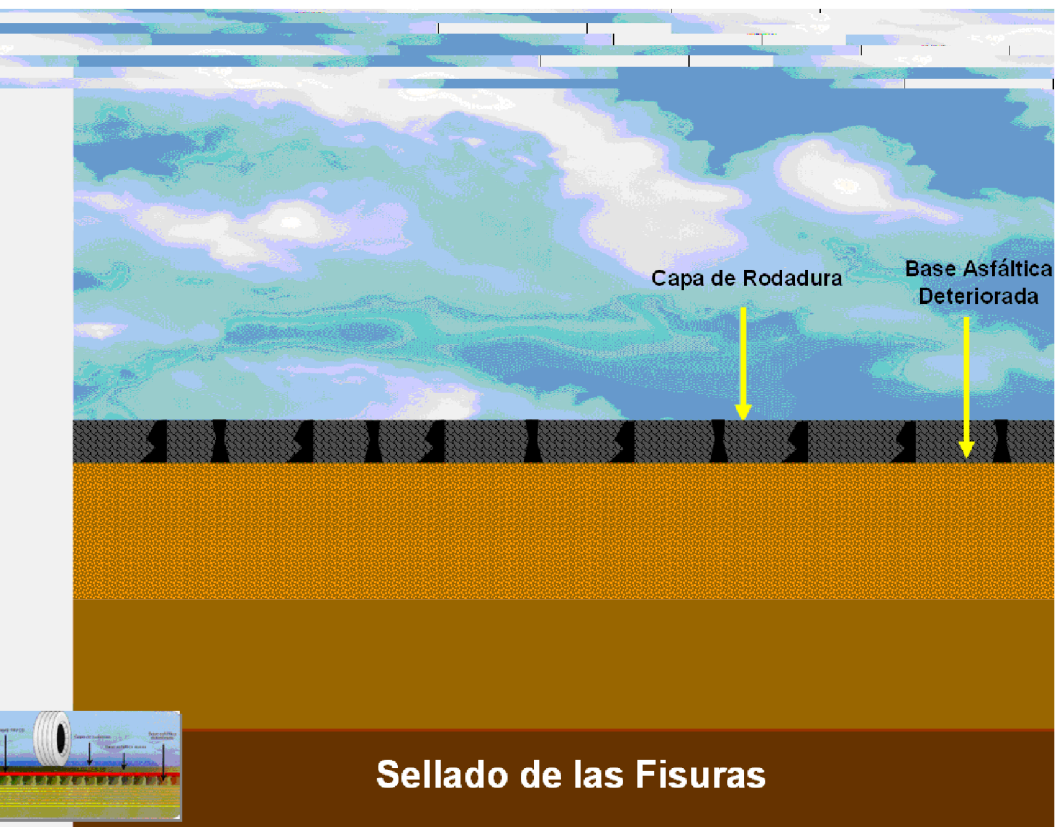 Capa de Rodadura
Base Asfáltica
Deteriorada
Sellado de las Fisuras